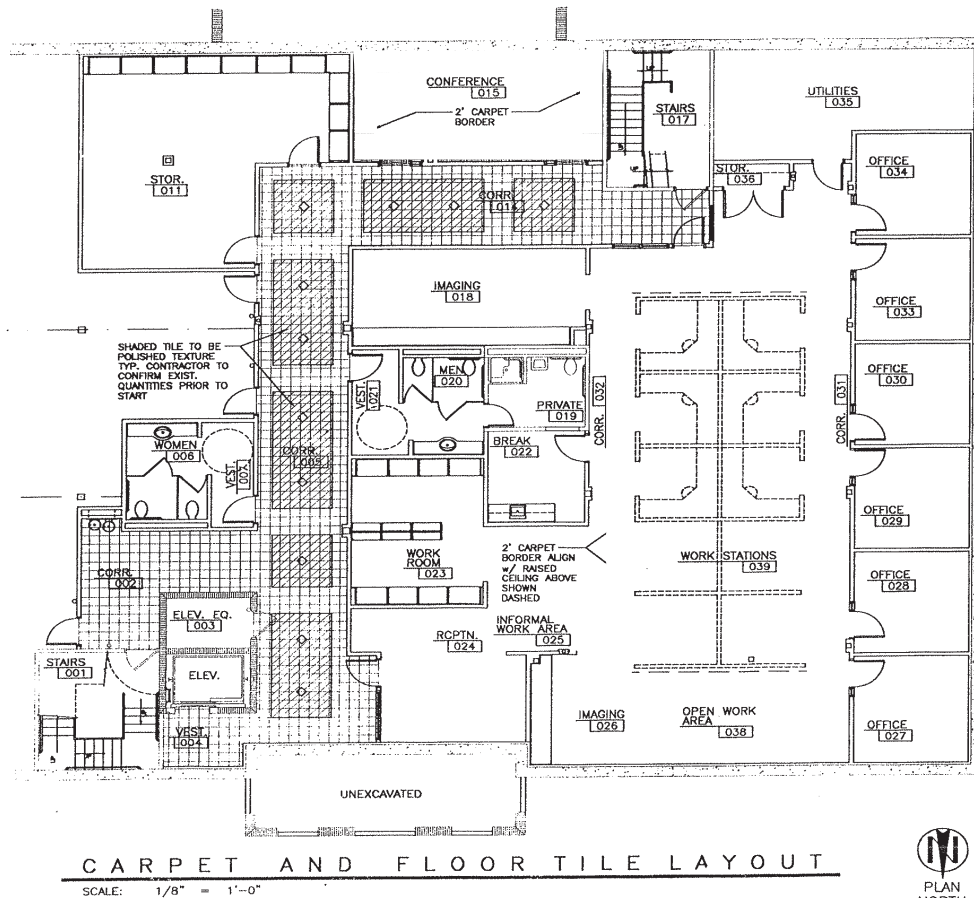 CONFERENCE
015
2' CARPET
BORDER
STAIRS
017
UTILITIES
035
STOR.
011
CORR.
014
STOR.
036
OFFICE
034
IMAGING
018
OFFICE
033
SHADED TILE TO BE
POLISHED TEXTURE
TYP. CONTRACTOR TO
CONFIRM EXIST.
QUANTITIES PRIOR TO
START
MEN
020
VEST.
021
PRIVATE
019
CORR. 032
CORR. 031
OFFICE
030
WOMEN
006
VEST.
007
CORR.
005
BREAK
022
OFFICE
029
WORK
ROOM
023
2' CARPET
BORDER ALIGN
w/ RAISED
CEILING ABOVE
SHOWN
DASHED
WORK STATIONS
039
CORR.
002
OFFICE
028
ELEV. EQ.
003
RCPTN.
024
INFORMAL
WORK AREA
025
STAIRS
001
ELEV.
VEST.
004
IMAGING
026
OPEN WORK
AREA
038
OFFICE
027
UNEXCAVATED
CARPET AND FLOOR TILE LAYOUT
SCALE: 1/8" = 1'-0"
N
PLAN
NORTH